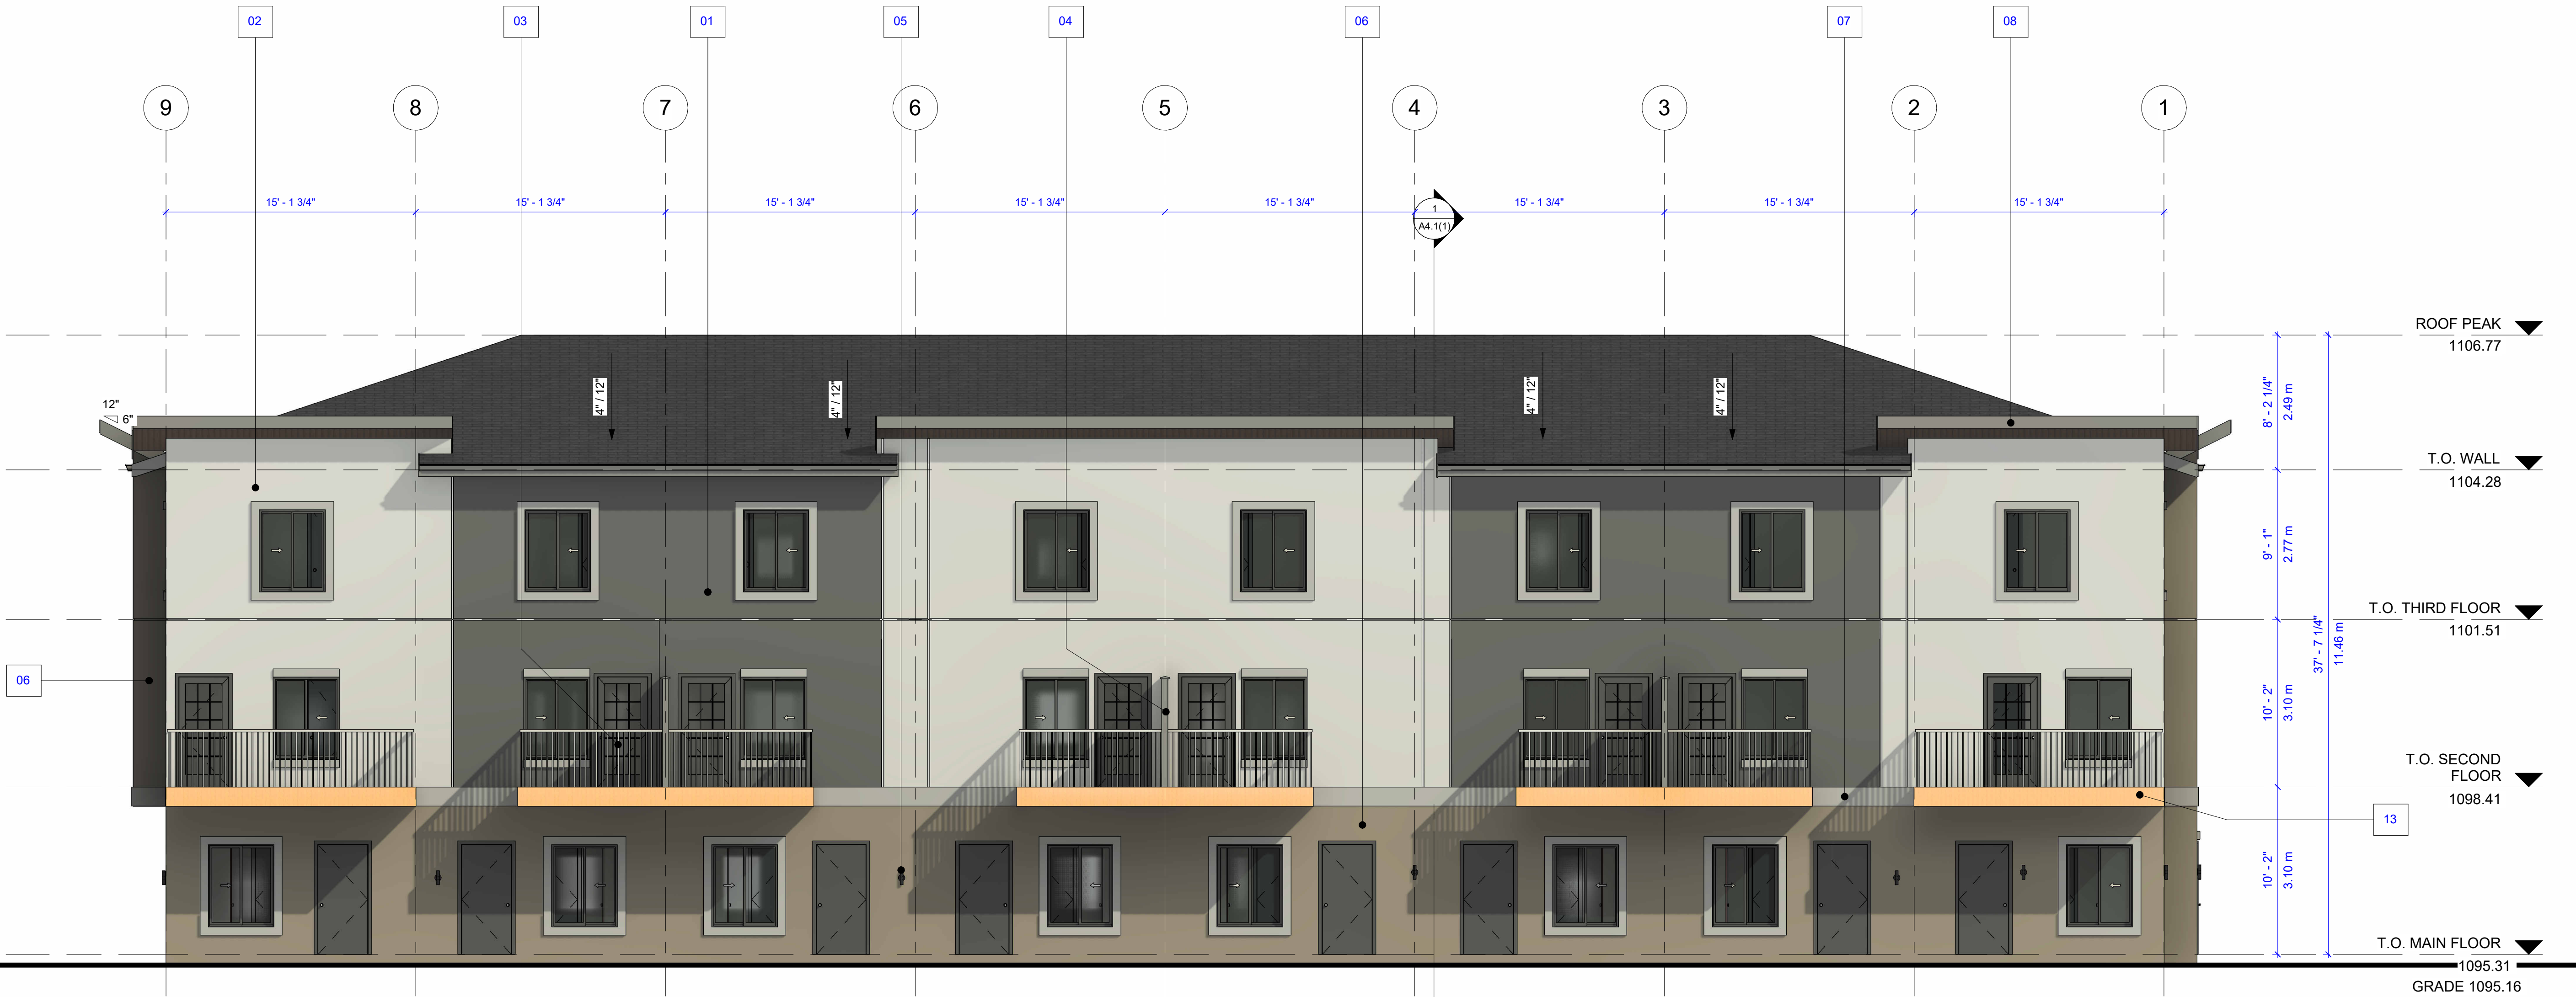 02
03
01
05
04
06
07
08
9
8
7
6
5
4
3
2
1
15' - 1 3/4"
15' - 1 3/4"
15' - 1 3/4"
15' - 1 3/4"
15' - 1 3/4"
15' - 1 3/4"
15' - 1 3/4"
15' - 1 3/4"
1
A4.1(1)
ROOF PEAK
1106.77
12"
6"
4" / 12"
4" / 12"
4" / 12"
4" / 12"
8' - 2 1/4"
2.49 m
T.O. WALL
1104.28
9' - 1"
2.77 m
T.O. THIRD FLOOR
1101.51
37' - 7 1/4"
11.46 m
06
10' - 2"
3.10 m
T.O. SECOND
FLOOR
1098.41
13
10' - 2"
3.10 m
T.O. MAIN FLOOR
1095.31
GRADE 1095.16